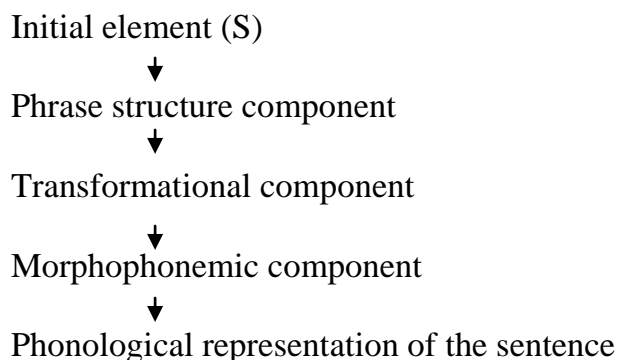 Initial element (S)
Phrase structure component
Transformational component
Morphophonemic component
Phonological representation of the sentence